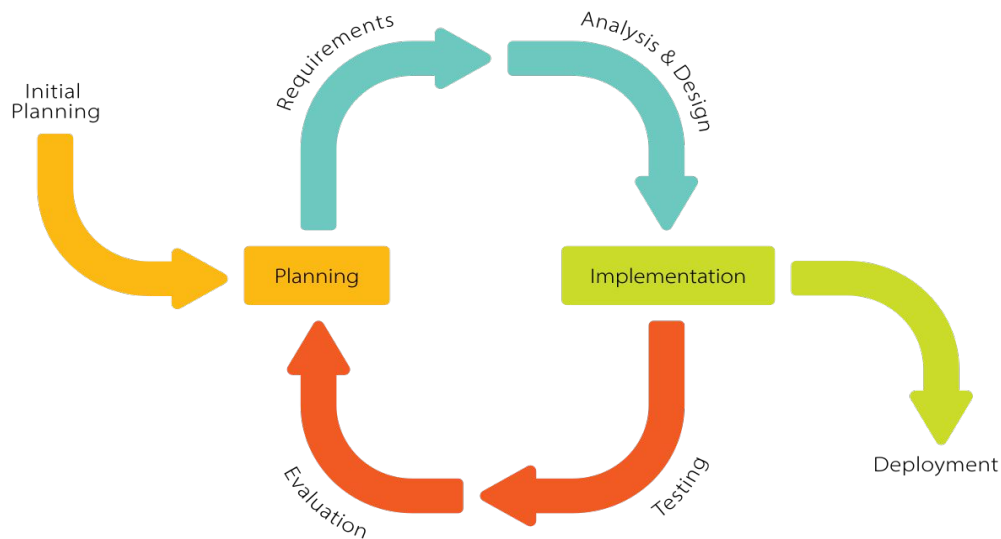 Initial
Planning
Requirements
Analysis & Design
Planning
Implementation
Testing
Evaluation
Deployment